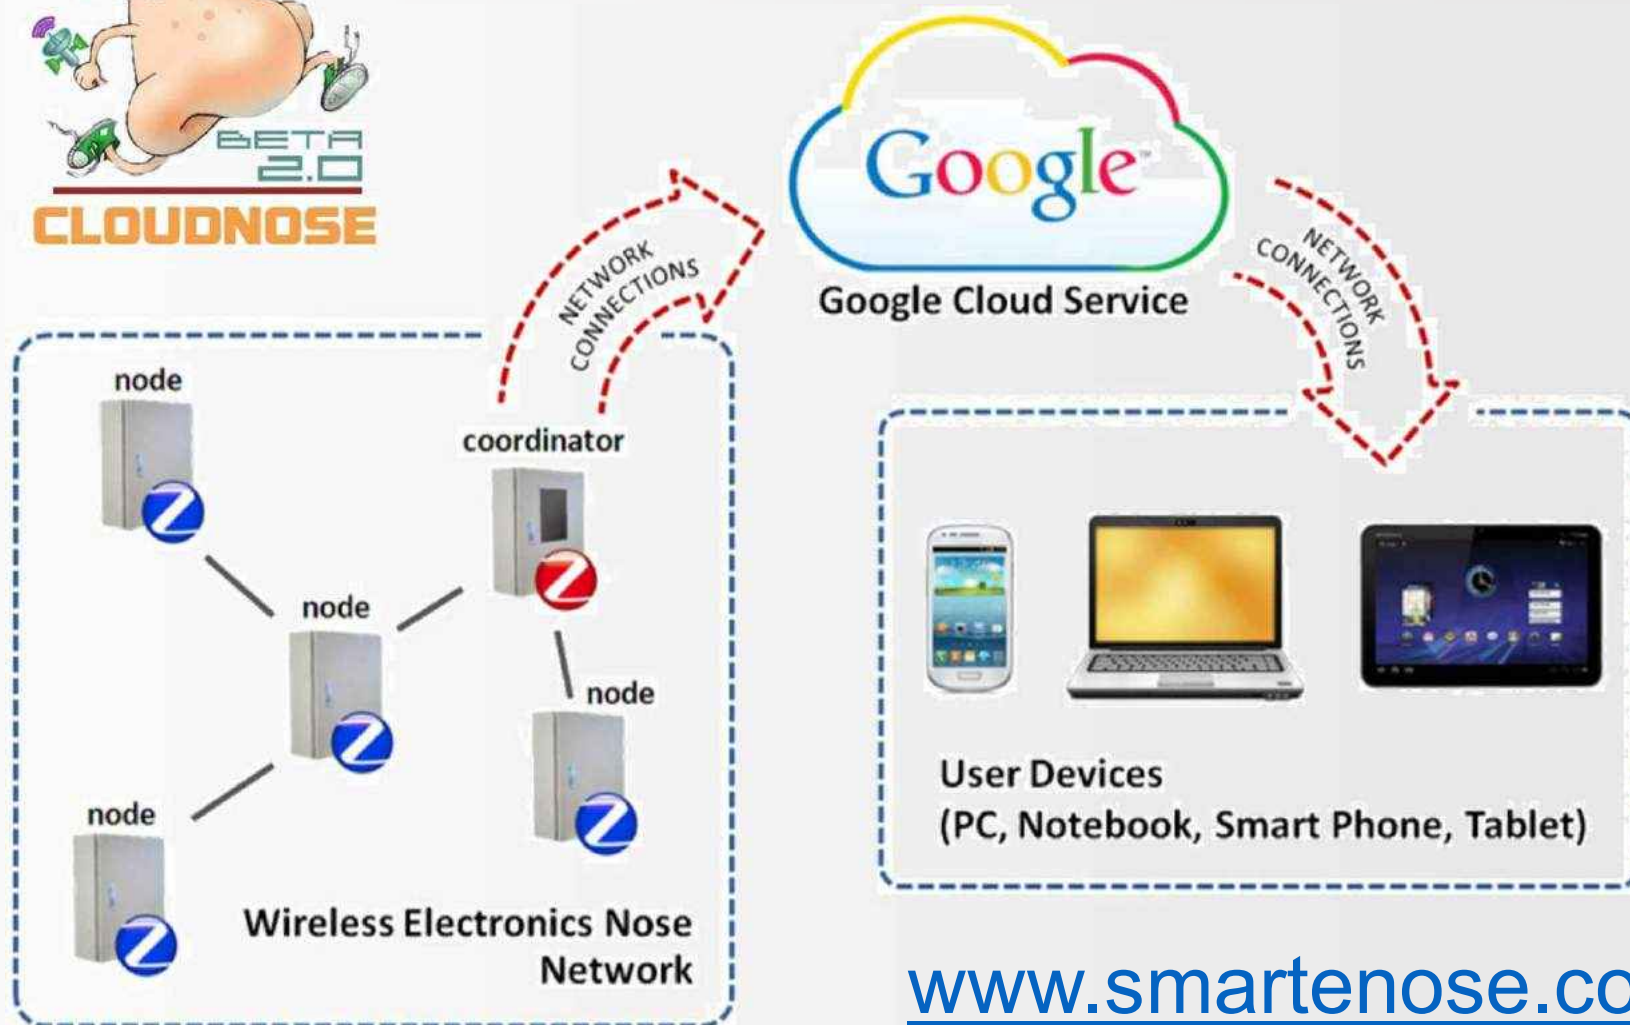 BETA
2.0
CLOUDNOSE
Google
Google Cloud Service
NETWORK
CONNECTIONS
NETWORK
CONNECTIONS
node
coordinator
node
node
node
Wireless Electronics Nose
Network
User Devices
(PC, Notebook, Smart Phone, Tablet)
www.smartenose.co